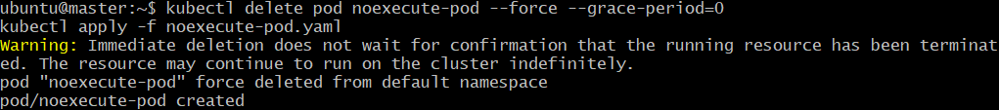 ubuntu@master:~$ kubectl delete pod noexecute-pod --force --grace-period=0
kubectl apply -f noexecute-pod.yaml
Warning: Immediate deletion does not wait for confirmation that the running resource has been terminat
ed. The resource may continue to run on the cluster indefinitely.
pod "noexecute-pod" force deleted from default namespace
pod/noexecute-pod created